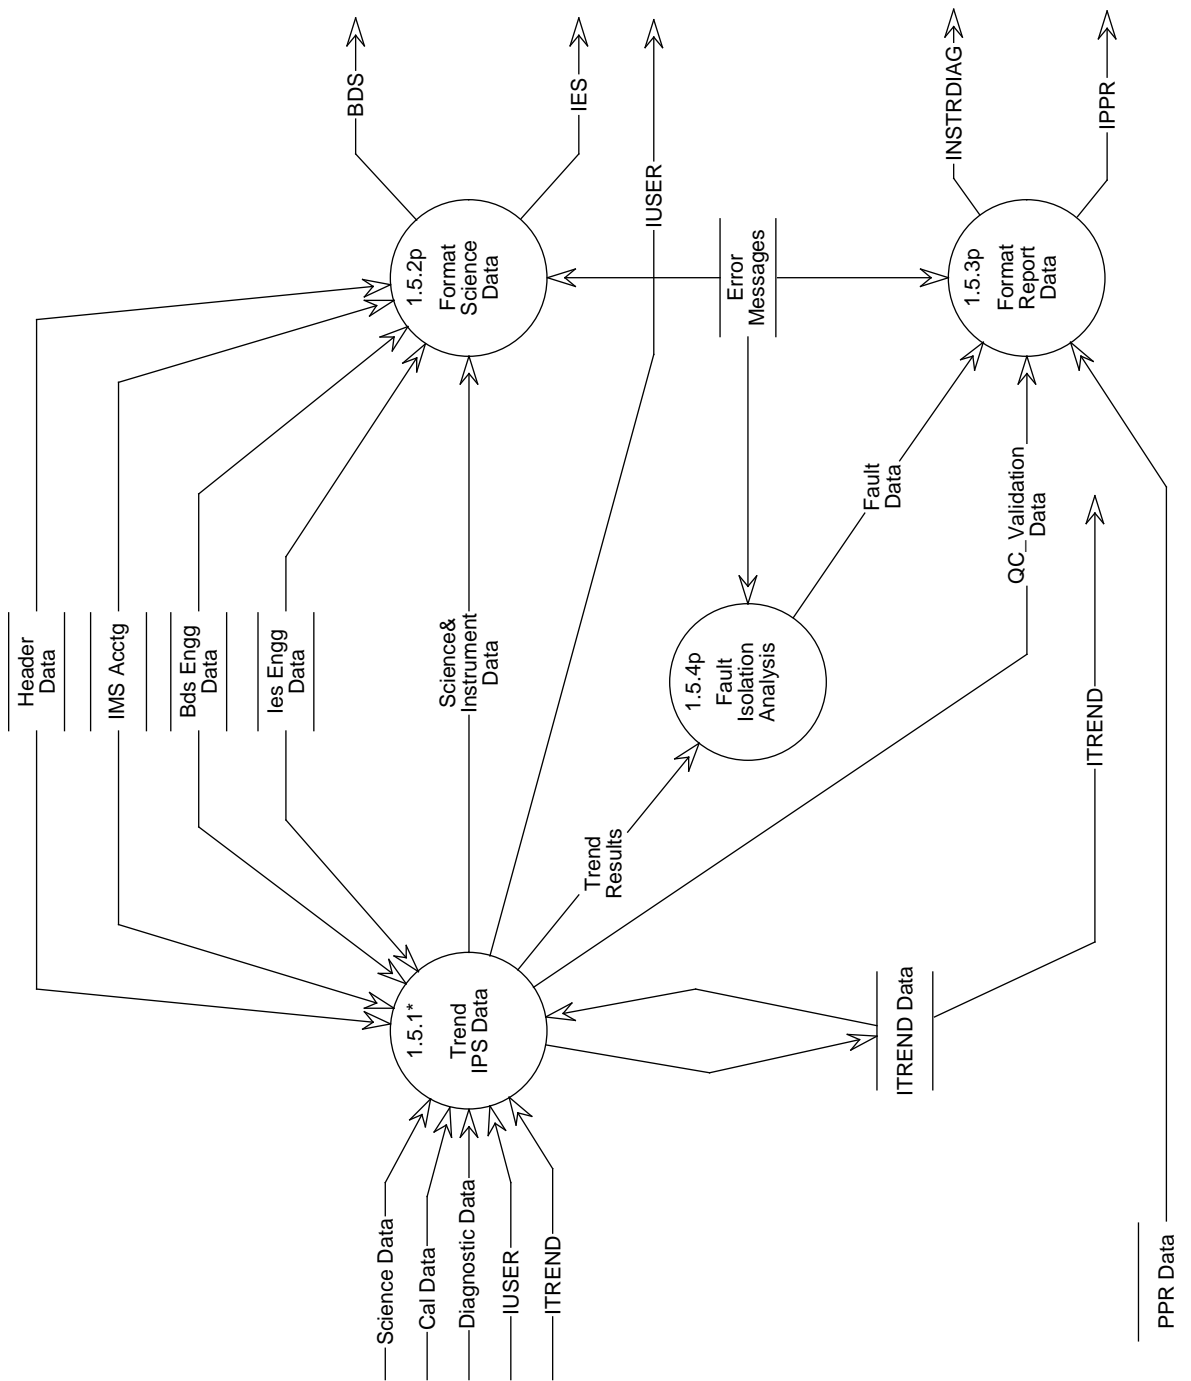 Science Data
Cal Data
Diagnostic Data
IUSER
ITREND
1.5.1*
Trend
IPS Data
Header
Data
IMS Acctg
Bds Engg
Data
Ies Engg
Data
Science&
Instrument
Data
Trend
Results
ITREND Data
ITREND
1.5.4p
Fault
Isolation
Analysis
Fault
Data
QC_Validation
Data
PPR Data
Error
Messages
1.5.2p
Format
Science
Data
1.5.3p
Format
Report
Data
BDS
IES
IUSER
INSTRDIAG
IPPR